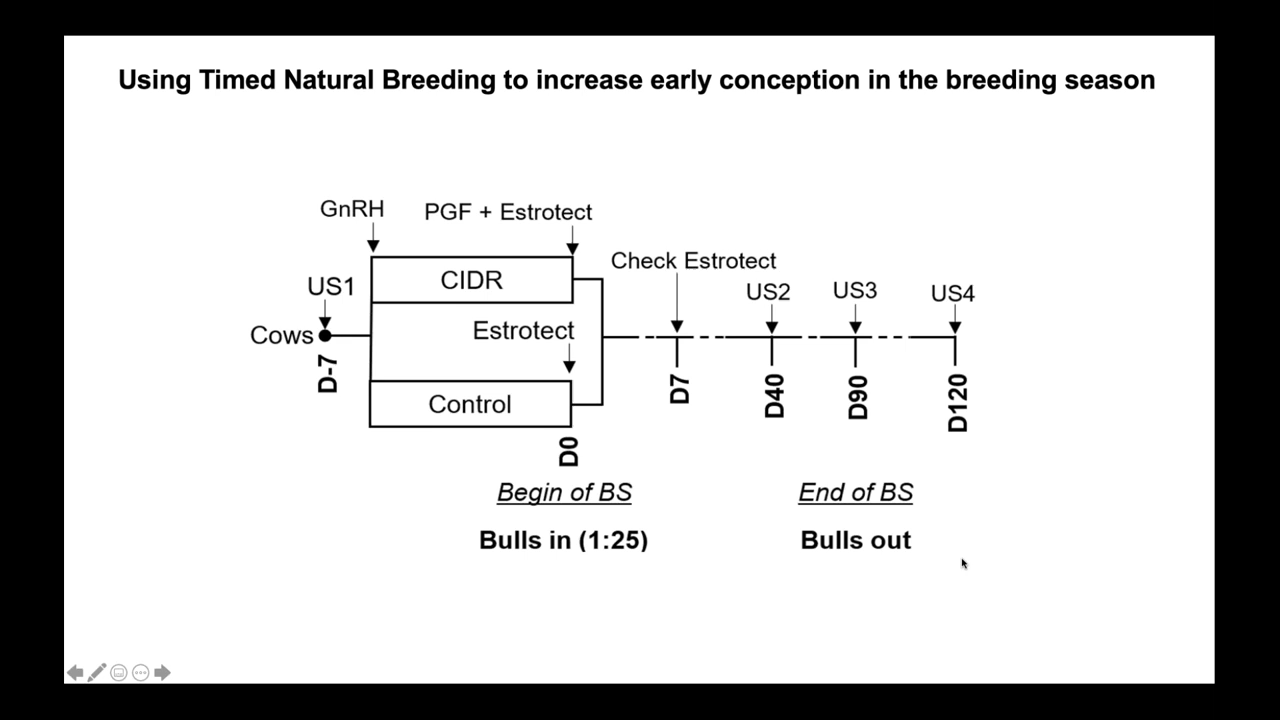 Using Timed Natural Breeding to increase early conception in the breeding season
GnRH
PGF + Estrotect
CIDR
Check Estrotect
US1
US2
US3
US4
Cows
Estrotect
D-7
Control
D0
D7
D40
D90
D120
Begin of BS
End of BS
Bulls in (1:25)
Bulls out